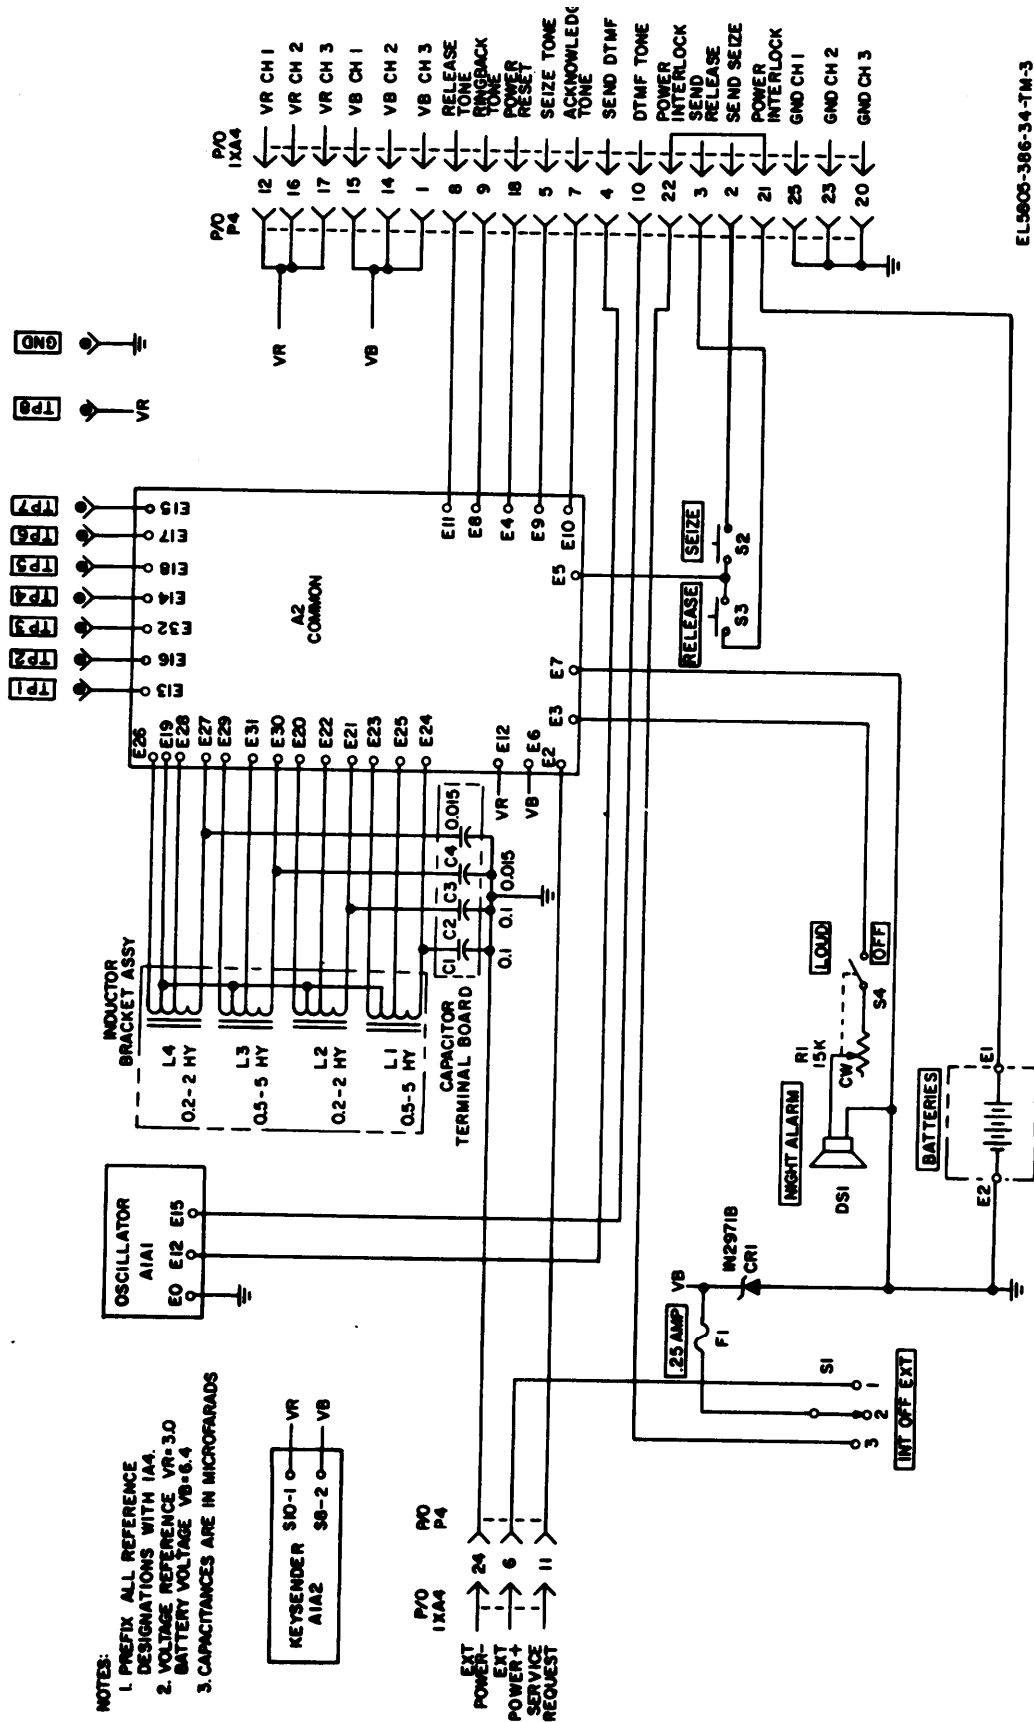 NOTES:
1. PREFIX ALL REFERENCE
DESIGNATIONS WITH 1A4.
2. VOLTAGE REFERENCE VR=3.0
BATTERY VOLTAGE VB=6.4
3. CAPACITANCES ARE IN MICROFARADS
KEYSENDER
A1A2
S10-1
VR
S8-2
VB
OSCILLATOR
A1A1
E0
E12
E15
INDUCTOR
BRACKET ASSY
L4
0.2-2 HY
L3
0.5-5 HY
L2
0.2-2 HY
L1
0.5-5 HY
CAPACITOR
TERMINAL BOARD
C1
C2
C3
C4
0.1
0.1
0.015
0.015
TP1
TP2
TP3
TP4
TP5
TP6
TP7
TP8
GND
VR
E13
E16
E32
E14
E18
E17
E15
A2
COMMON
E26
E19
E28
E27
E29
E31
E30
E20
E22
E21
E23
E25
E24
VR
E12
VB
E6
E2
E3
E7
E5
E11
E8
E4
E9
E10
VR
VB
P/O
P4
P/O
1XA4
12
VR CH 1
16
VR CH 2
17
VR CH 3
15
VB CH 1
14
VB CH 2
1
VB CH 3
8
RELEASE
TONE
9
RINGBACK
TONE
18
POWER
RESET
5
SEIZE TONE
7
ACKNOWLEDG
TONE
4
SEND DTMF
10
DTMF TONE
22
POWER
INTERLOCK
3
SEND
RELEASE
2
SEND SEIZE
21
POWER
INTERLOCK
25
GND CH 1
23
GND CH 2
20
GND CH 3
P/O
1XA4
P/O
P4
EXT
POWER-
24
EXT
POWER+
6
SERVICE
REQUEST
11
RELEASE
S3
SEIZE
S2
.25 AMP
F1
VB
1N2971B
CR1
NIGHT ALARM
DS1
R1
15K
CW
LOUD
OFF
S4
S1
1
2
3
INT OFF EXT
BATTERIES
E2
E1
EL5805-386-34-TM-3